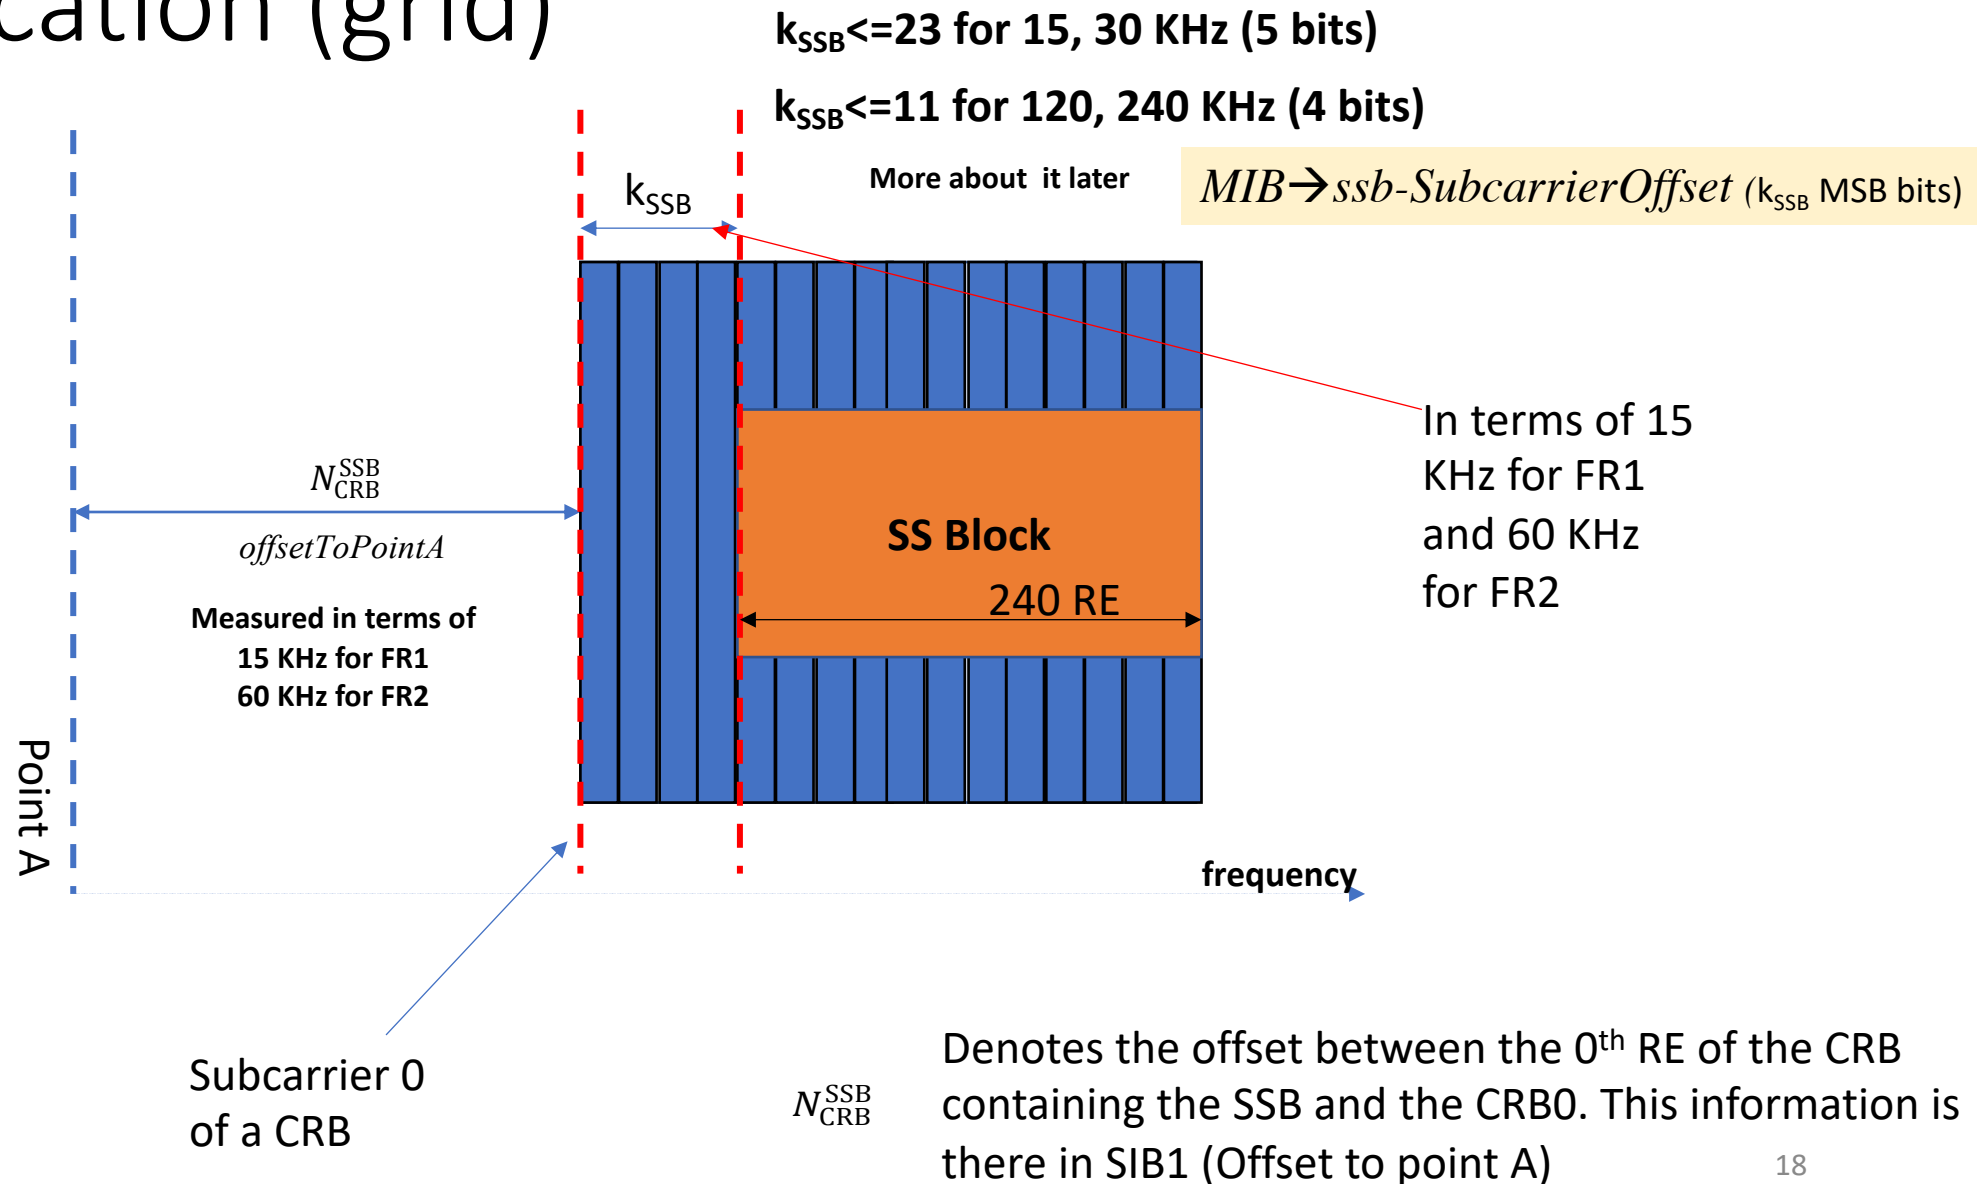 cation (grid)
kSSB<=23 for 15, 30 KHz (5 bits)
kSSB<=11 for 120, 240 KHz (4 bits)
More about it later
MIB→ssb-SubcarrierOffset (kSSB MSB bits)
kSSB
In terms of 15
KHz for FR1
and 60 KHz
for FR2
N SSB CRB
offsetToPointA
Measured in terms of
15 KHz for FR1
60 KHz for FR2
SS Block
240 RE
Point A
frequency
Subcarrier 0
of a CRB
N SSB CRB
Denotes the offset between the 0th RE of the CRB
containing the SSB and the CRB0. This information is
there in SIB1 (Offset to point A)
18